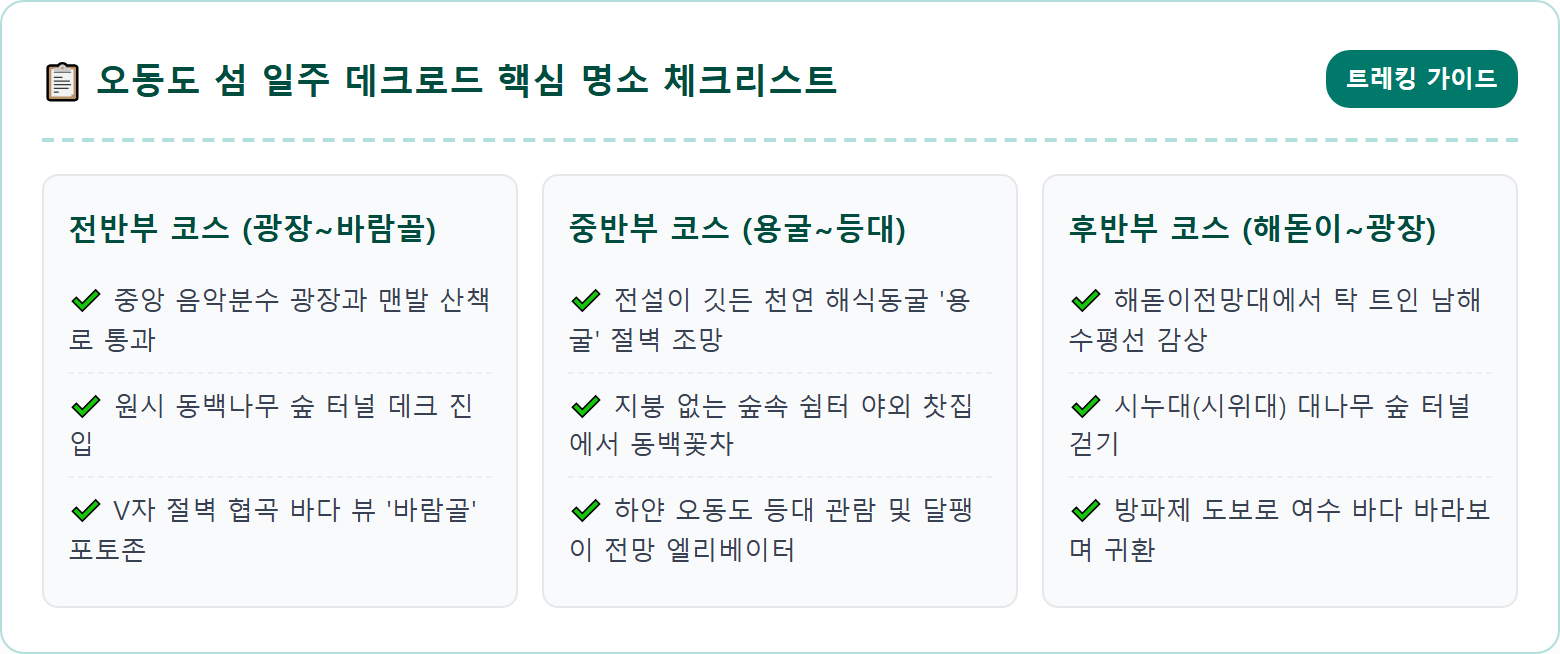 📋 오동도 섬 일주 데크로드 핵심 명소 체크리스트
트레킹 가이드
전반부 코스 (광장~바람골)
✔ 중앙 음악분수 광장과 맨발 산책
로 통과
✔ 원시 동백나무 숲 터널 데크 진
입
✔ V자 절벽 협곡 바다 뷰 '바람골'
포토존
중반부 코스 (용굴~등대)
✔ 전설이 깃든 천연 해식동굴 '용
굴' 절벽 조망
✔ 지붕 없는 숲속 쉼터 야외 찻집
에서 동백꽃차
✔ 하얀 오동도 등대 관람 및 달팽
이 전망 엘리베이터
후반부 코스 (해돋이~광장)
✔ 해돋이전망대에서 탁 트인 남해
수평선 감상
✔ 시누대(시위대) 대나무 숲 터널
걷기
✔ 방파제 도보로 여수 바다 바라보
며 귀환